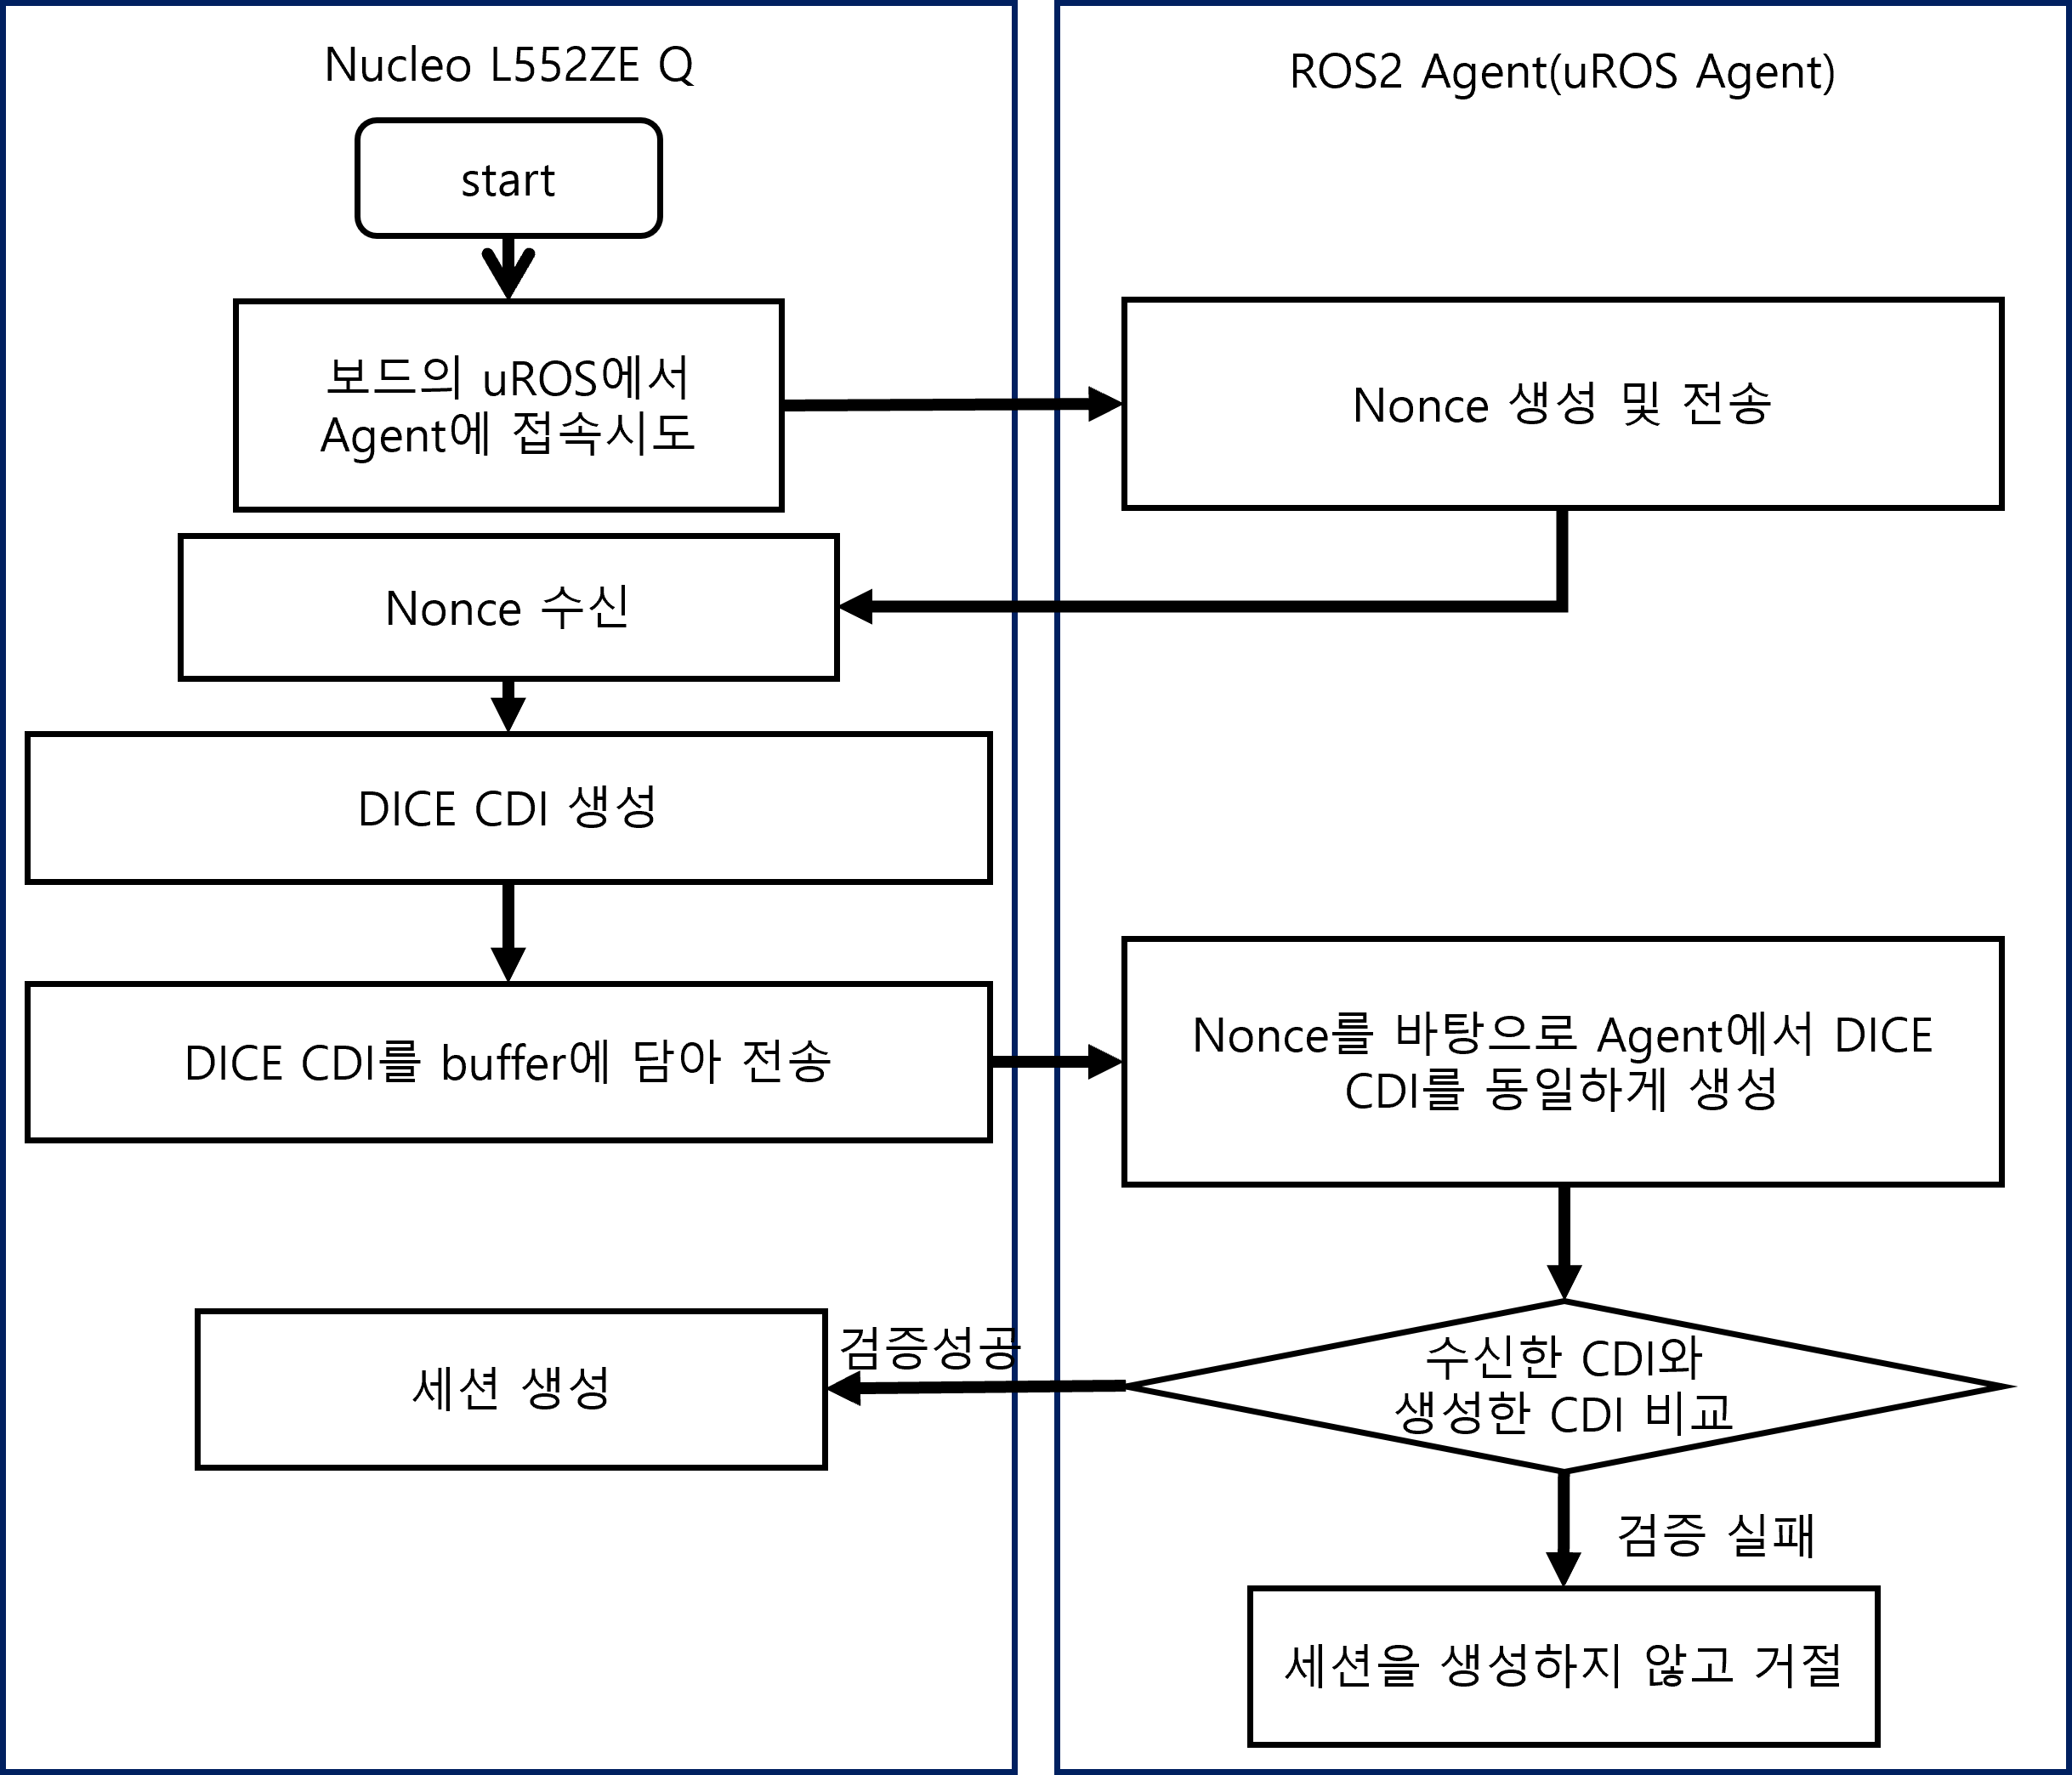 Nucleo L552ZE Q
ROS2 Agent(uROS Agent)
start
보드의 uROS에서
Agent에 접속시도
Nonce 생성 및 전송
Nonce 수신
DICE CDI 생성
DICE CDI를 buffer에 담아 전송
Nonce를 바탕으로 Agent에서 DICE
CDI를 동일하게 생성
수신한 CDI와
생성한 CDI 비교
검증성공
세션 생성
검증 실패
세션을 생성하지 않고 거절